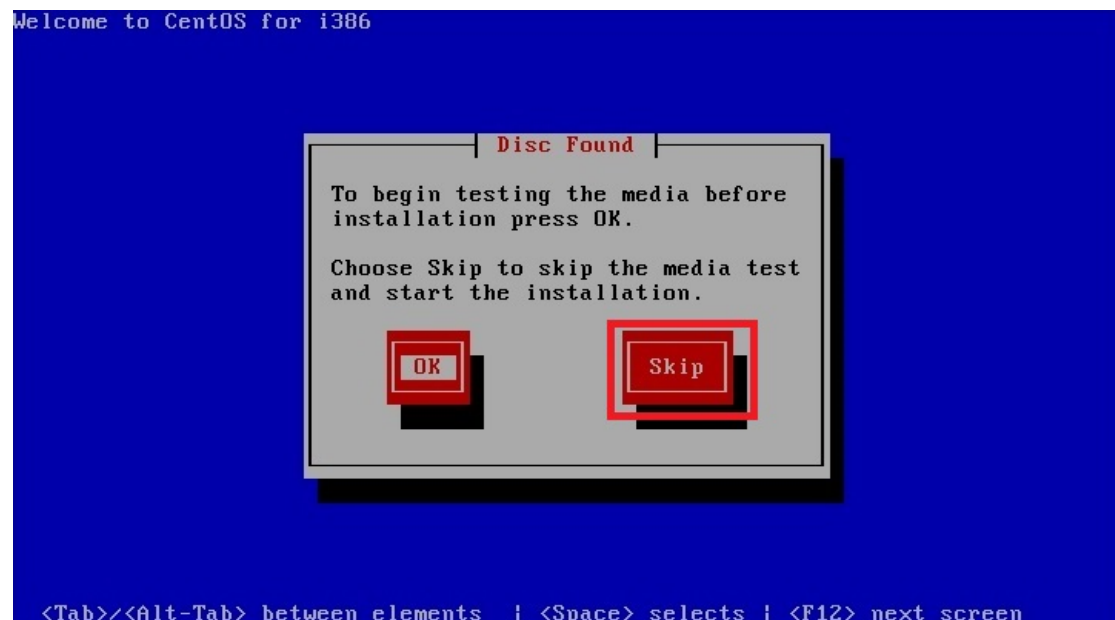 Welcome to CentOS for i386
Disc Found
To begin testing the media before
installation press OK.
Choose Skip to skip the media test
and start the installation.
OK
Skip
<Tab>/<Alt-Tab> between elements | <Space> selects | <F12> next screen